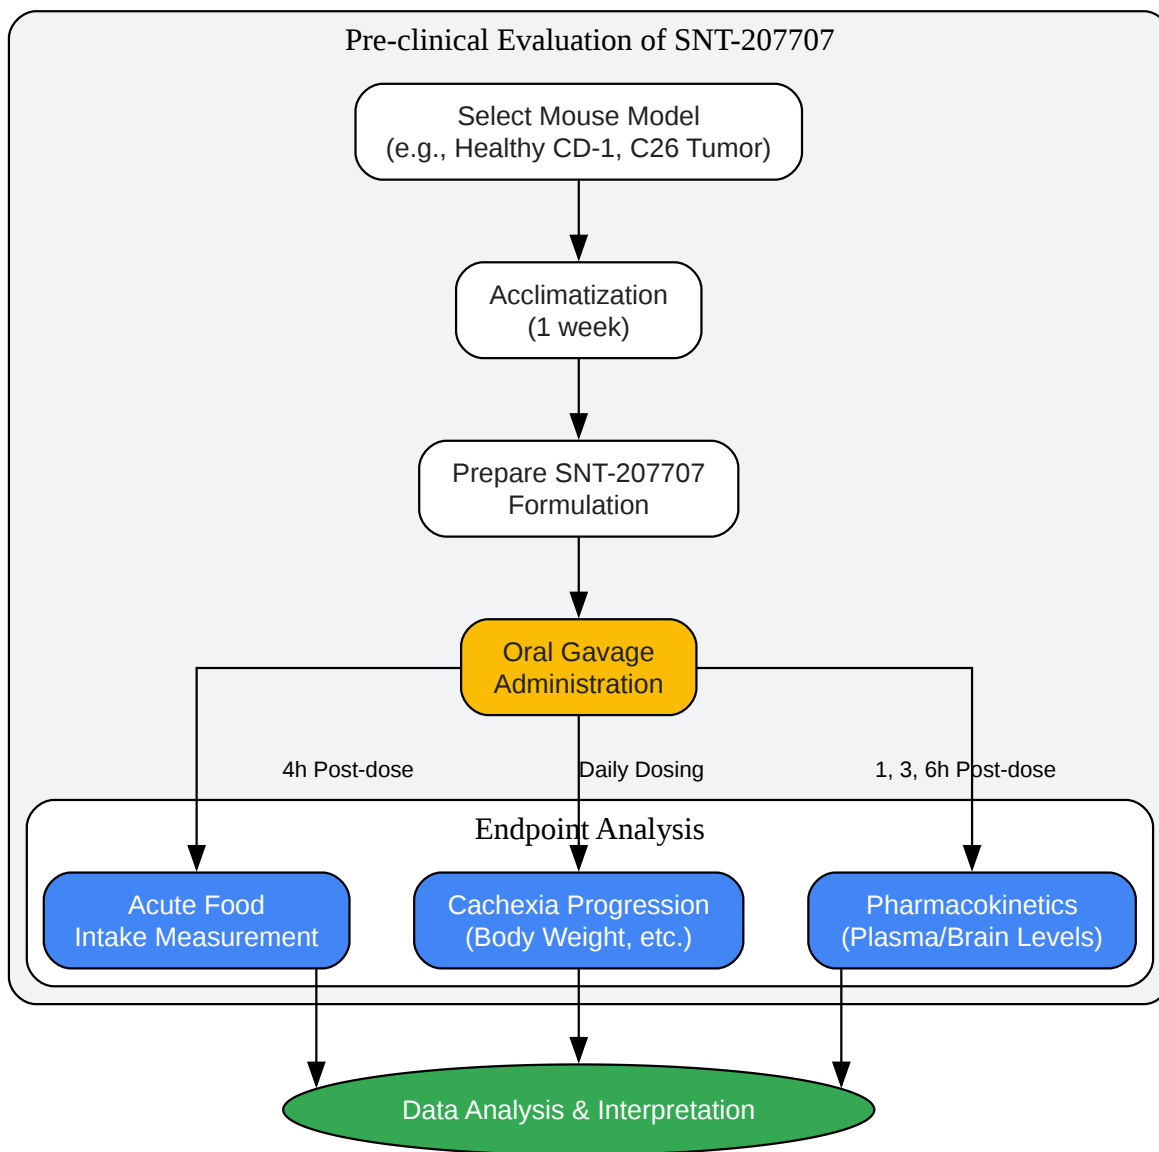 Pre-clinical Evaluation of SNT-207707
Select Mouse Model
(e.g., Healthy CD-1, C26 Tumor)
Acclimatization
(1 week)
Prepare SNT-207707
Formulation
Oral Gavage
Administration
4h Post-dose
Daily Dosing
1, 3, 6h Post-dose
Endpoint Analysis
Acute Food
Intake Measurement
Cachexia Progression
(Body Weight, etc.)
Pharmacokinetics
(Plasma/Brain Levels)
Data Analysis & Interpretation